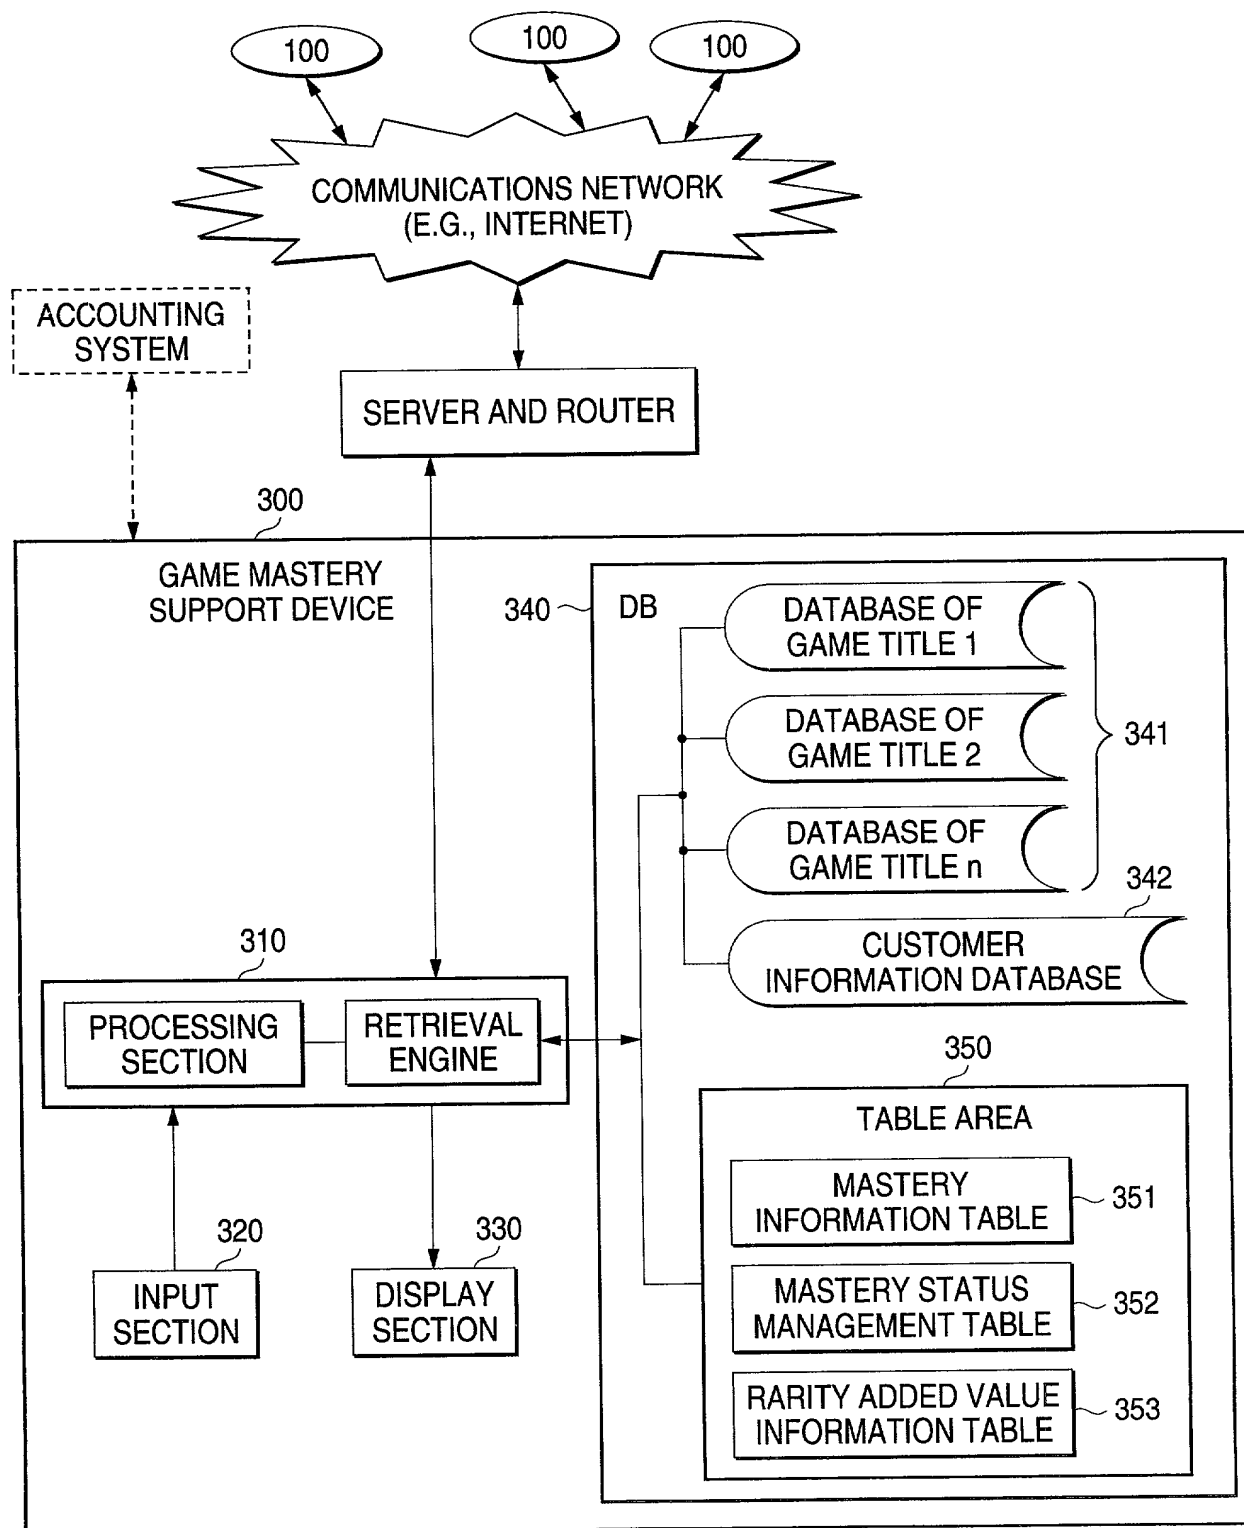 100
100
100
COMMUNICATIONS NETWORK
(E.G., INTERNET)
ACCOUNTING
SYSTEM
SERVER AND ROUTER
300
GAME MASTERY
SUPPORT DEVICE
340
DB
DATABASE OF
GAME TITLE 1
DATABASE OF
GAME TITLE 2
341
DATABASE OF
GAME TITLE n
342
CUSTOMER
INFORMATION DATABASE
310
PROCESSING
SECTION
RETRIEVAL
ENGINE
350
TABLE AREA
MASTERY
INFORMATION TABLE
351
320
INPUT
SECTION
330
DISPLAY
SECTION
MASTERY STATUS
MANAGEMENT TABLE
352
RARITY ADDED VALUE
INFORMATION TABLE
353